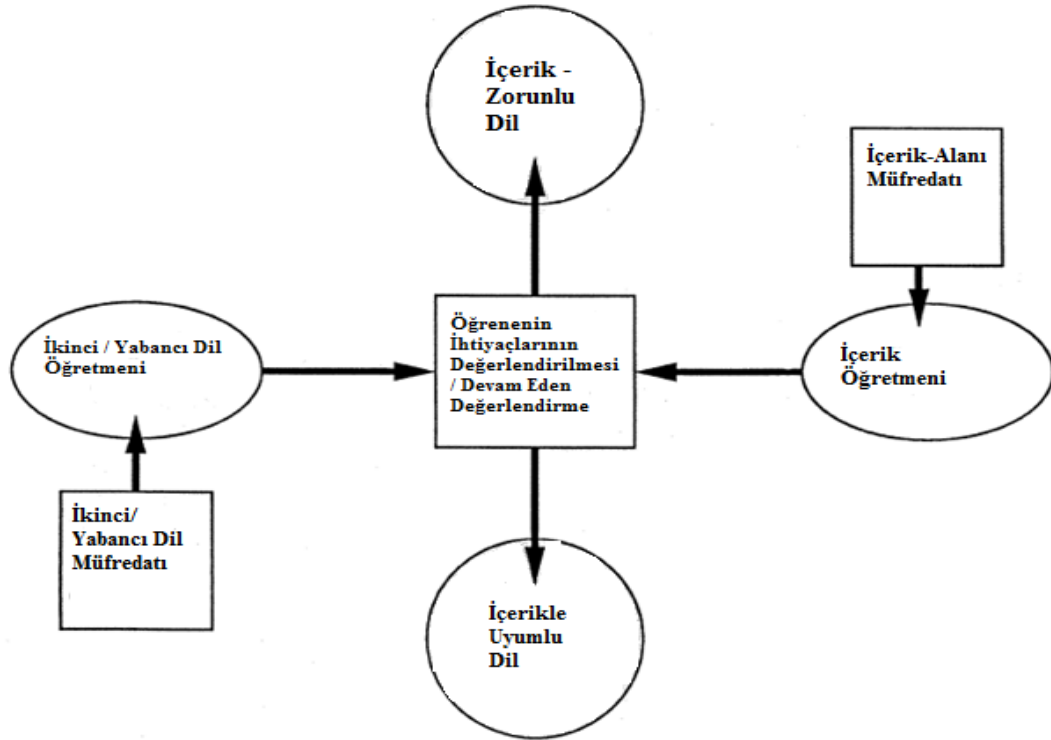 İçerik -
Zorunlu
Dil
İçerik-Alanı
Müfredatı
İkinci / Yabancı Dil
Öğretmeni
Öğrenenin
İhtiyaçlarının
Değerlendirilmesi
/ Devam Eden
Değerlendirme
İçerik
Öğretmeni
İkinci/
Yabancı Dil
Müfredatı
İçerikle
Uyumlu
Dil